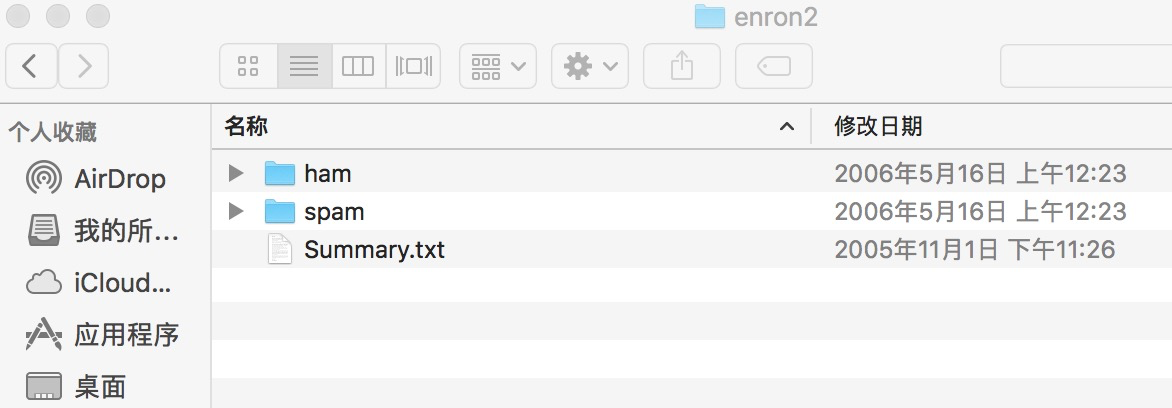 enron2
个人收藏
AirDrop
我的所…
iCloud…
应用程序
桌面
名称 修改日期
ham 2006年5月16日 上午12:23
spam 2006年5月16日 上午12:23
Summary.txt 2005年11月1日 下午11:26